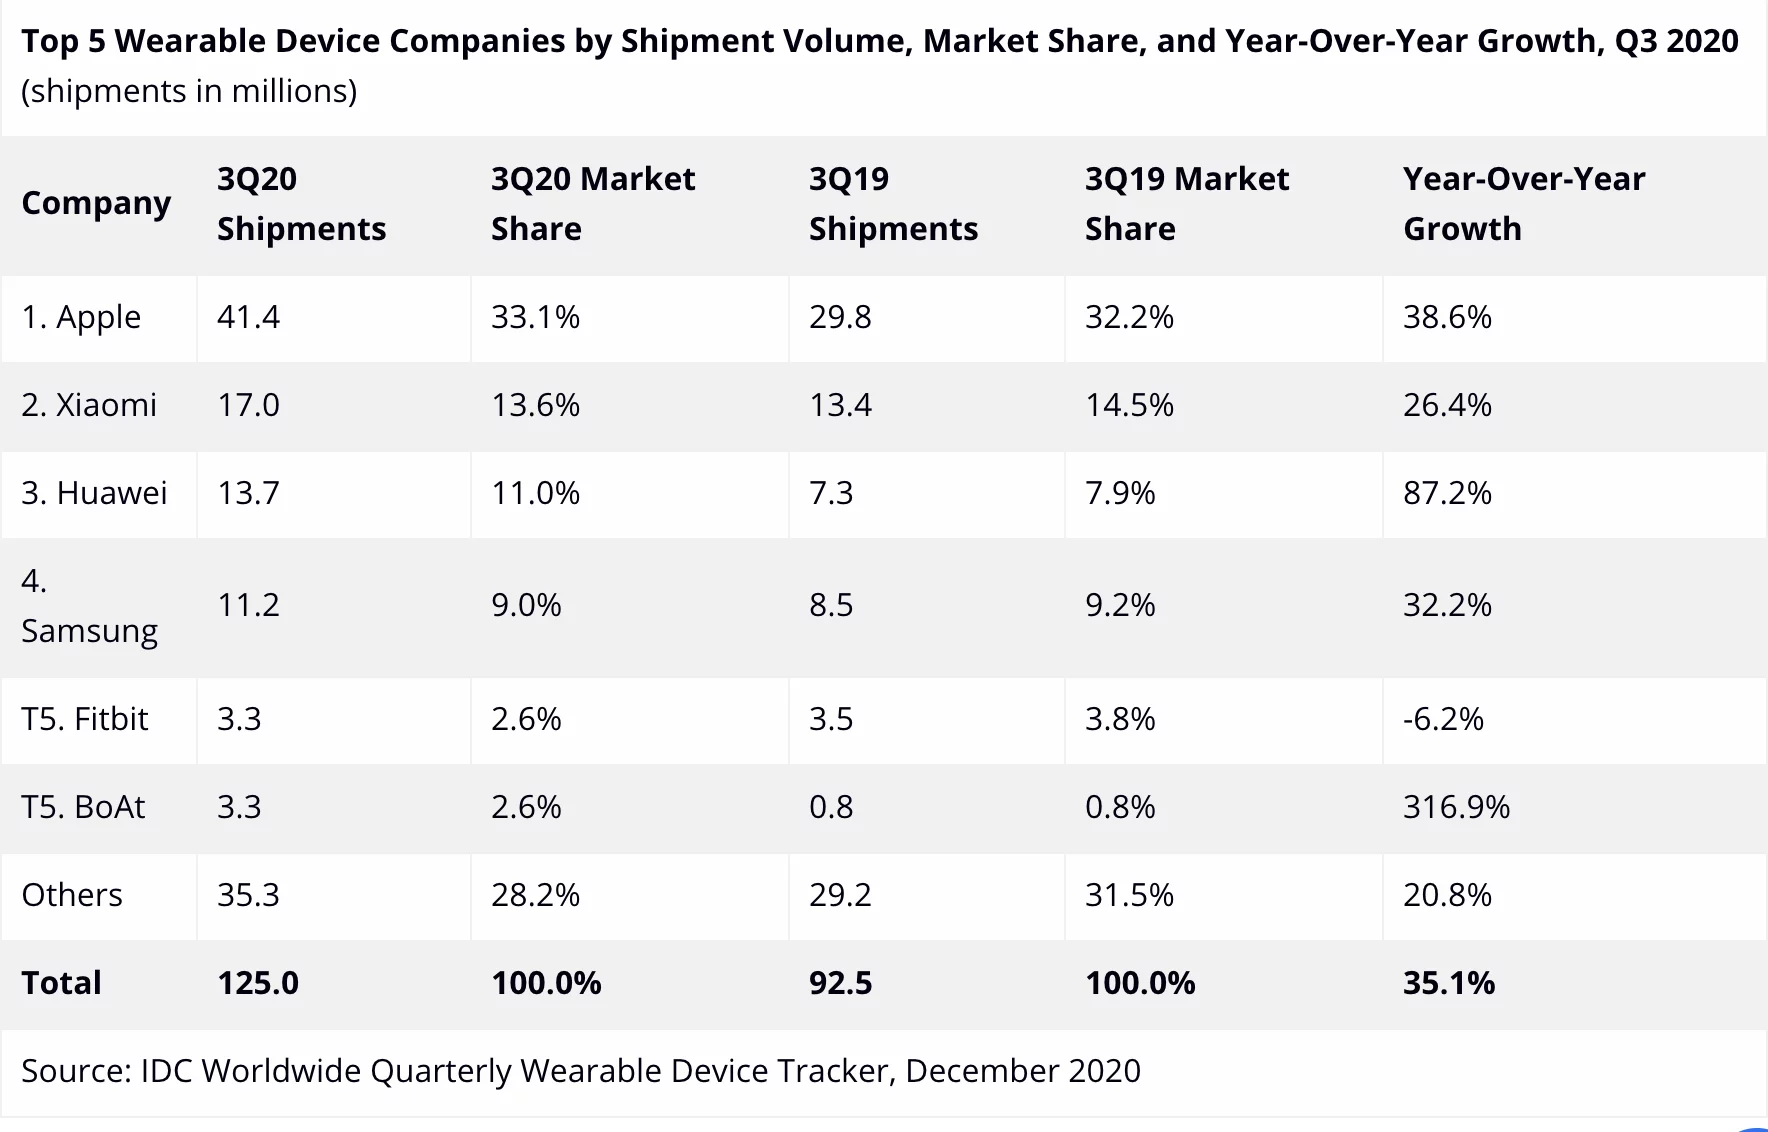 Top 5 Wearable Device Companies by Shipment Volume, Market Share, and Year-Over-Year Growth, Q3 2020
(shipments in millions)
Company 3Q20 Shipments 3Q20 Market Share 3Q19 Shipments 3Q19 Market Share Year-Over-Year Growth
1. Apple 41.4 33.1% 29.8 32.2% 38.6%
2. Xiaomi 17.0 13.6% 13.4 14.5% 26.4%
3. Huawei 13.7 11.0% 7.3 7.9% 87.2%
4. Samsung 11.2 9.0% 8.5 9.2% 32.2%
T5. Fitbit 3.3 2.6% 3.5 3.8% -6.2%
T5. BoAt 3.3 2.6% 0.8 0.8% 316.9%
Others 35.3 28.2% 29.2 31.5% 20.8%
Total 125.0 100.0% 92.5 100.0% 35.1%
Source: IDC Worldwide Quarterly Wearable Device Tracker, December 2020